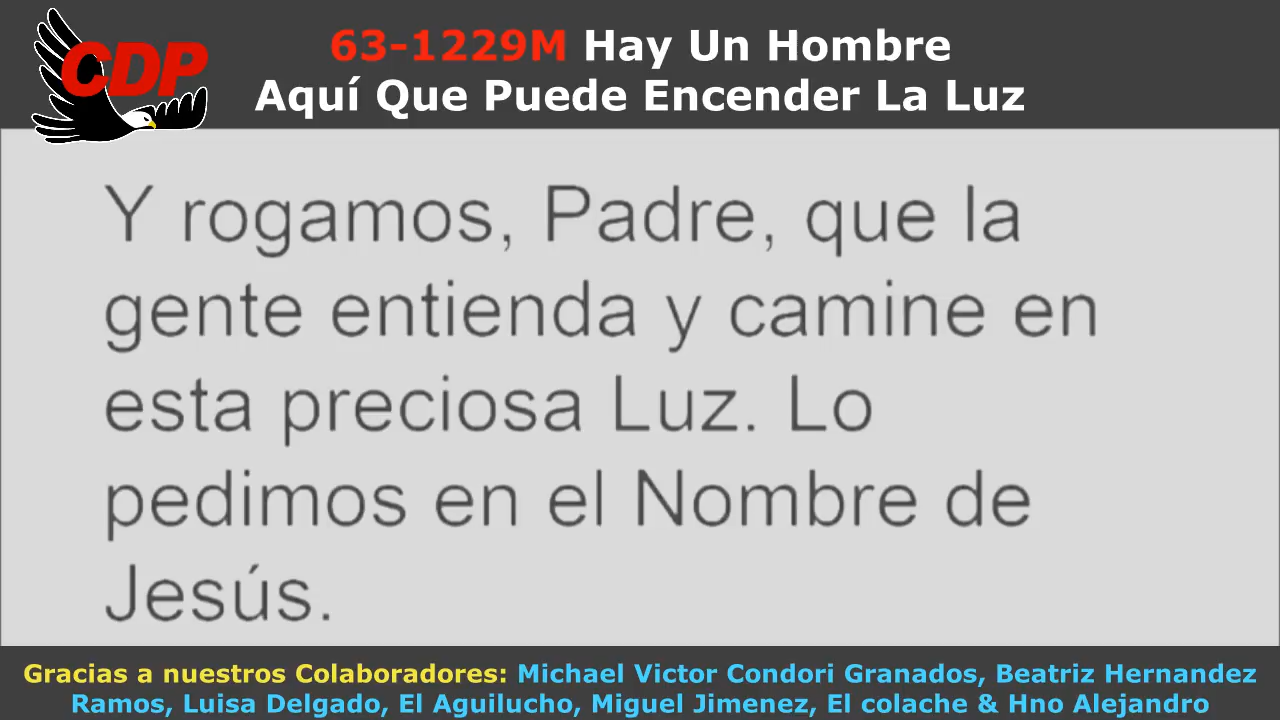 CDP
63-1229M Hay Un Hombre
Aquí Que Puede Encender La Luz
Y rogamos, Padre, que la
gente entienda y camine en
esta preciosa Luz. Lo
pedimos en el Nombre de
Jesús.
Gracias a nuestros Colaboradores: Michael Victor Condori Granados, Beatriz Hernandez
Ramos, Luisa Delgado, El Aguilucho, Miguel Jimenez, El colache & Hno Alejandro